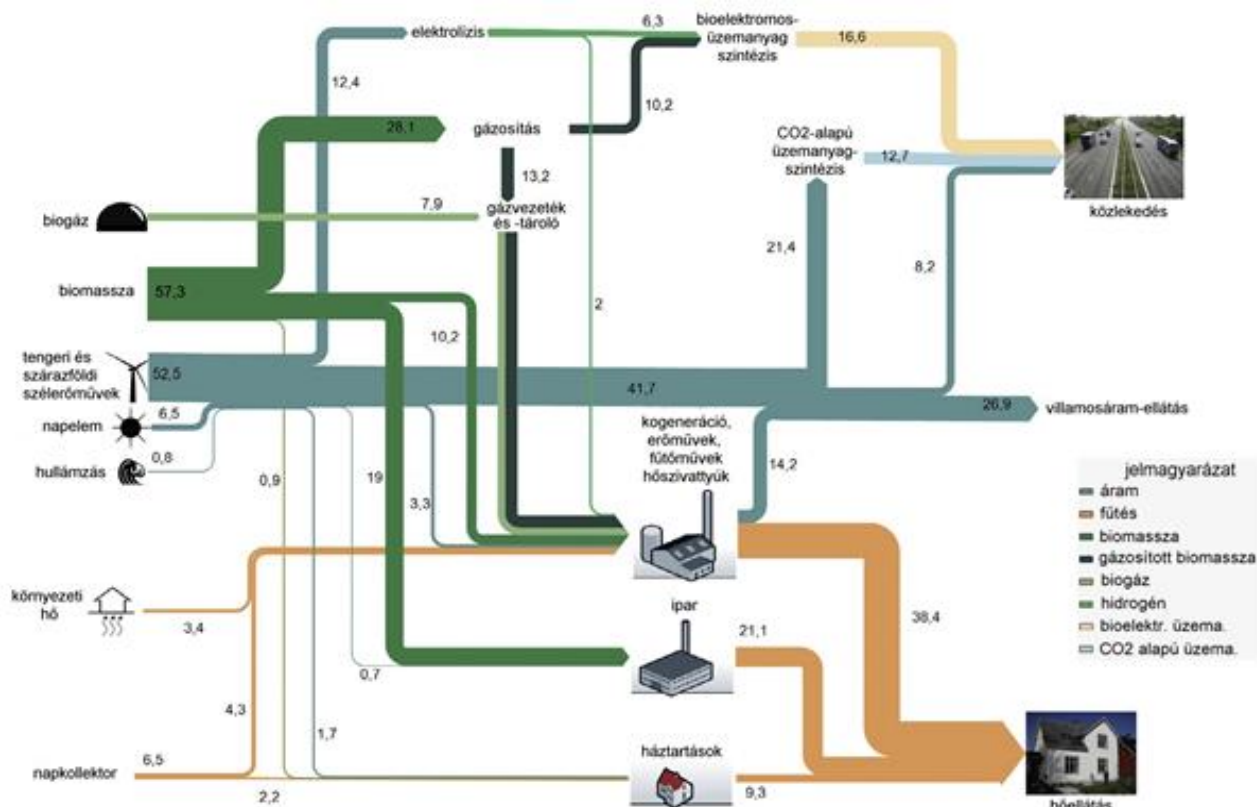 elektrolízis
6,3
bioelektromos-
üzemanyag
szintézis
16,6
12,4
10,2
28,1
gázosítás
CO2-alapú
üzemanyag-
szintézis
12,7
13,2
közlekedés
biogáz
7,9
gázvezeték
és -tároló
21,4
8,2
biomassza
57,3
2
10,2
tengeri és
szárazföldi
szélerőművek
52,5
41,7
26,9
villamosáram-ellátás
napelem
6,5
kogeneráció,
erőművek,
fűtőművek
hőszivattyúk
14,2
hullámzás
0,8
0,9
19
3,3
jelmagyarázat
áram
fűtés
biomassza
gázosított biomassza
biogáz
hidrogén
bioelektr. üzema.
CO2 alapú üzema.
környezeti
hő
3,4
ipar
21,1
38,4
0,7
4,3
1,7
napkollektor
6,5
2,2
háztartások
9,3
hőellátás